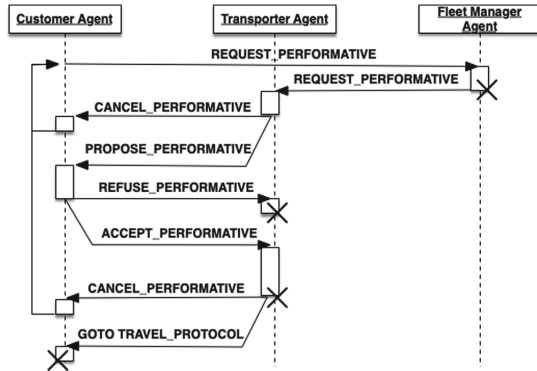 Customer Agent
Transporter Agent
Fleet Manager
Agent
REQUEST_PERFORMATIVE
REQUEST_PERFORMATIVE
CANCEL_PERFORMATIVE
PROPOSE_PERFORMATIVE
REFUSE_PERFORMATIVE
ACCEPT_PERFORMATIVE
CANCEL_PERFORMATIVE
GOTO TRAVEL_PROTOCOL